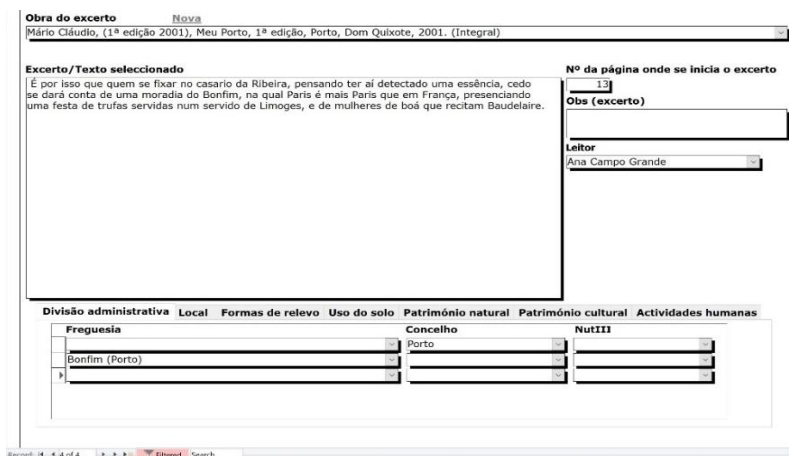 Obra do excerto Nova
Mário Cláudio, (1ª edição 2001), Meu Porto, 1ª edição, Porto, Dom Quixote, 2001. (Integral)
Excerto/Texto seleccionado
É por isso que quem se fixar no casario da Ribeira, pensando ter aí detectado uma essência, cedo
se dará conta de uma moradia do Bonfim, na qual Paris é mais Paris que em França, presenciando
uma festa de trufas servidas num servido de Limoges, e de mulheres de boá que recitam Baudelaire.
Nº da página onde se inicia o excerto
13
Obs (excerto)
Leitor
Ana Campo Grande
Divisão administrativa Local Formas de relevo Uso do solo Património natural Património cultural Actividades humanas
Freguesia Concelho NutIII
Porto
Bonfim (Porto)
Record: 4 of 4 Filtered Search